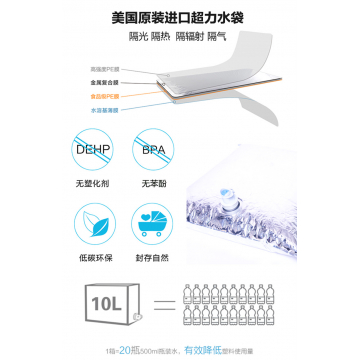 美国原装进口超力水袋
隔光 隔热 隔辐射 隔气
高强度PE膜
金属复合膜
食品级PE膜
水溶基薄膜
DEHP
BPA
无塑化剂
无苯酚
低碳环保
封存自然
10L
1箱=20瓶500ml瓶装水，有效降低塑料使用量